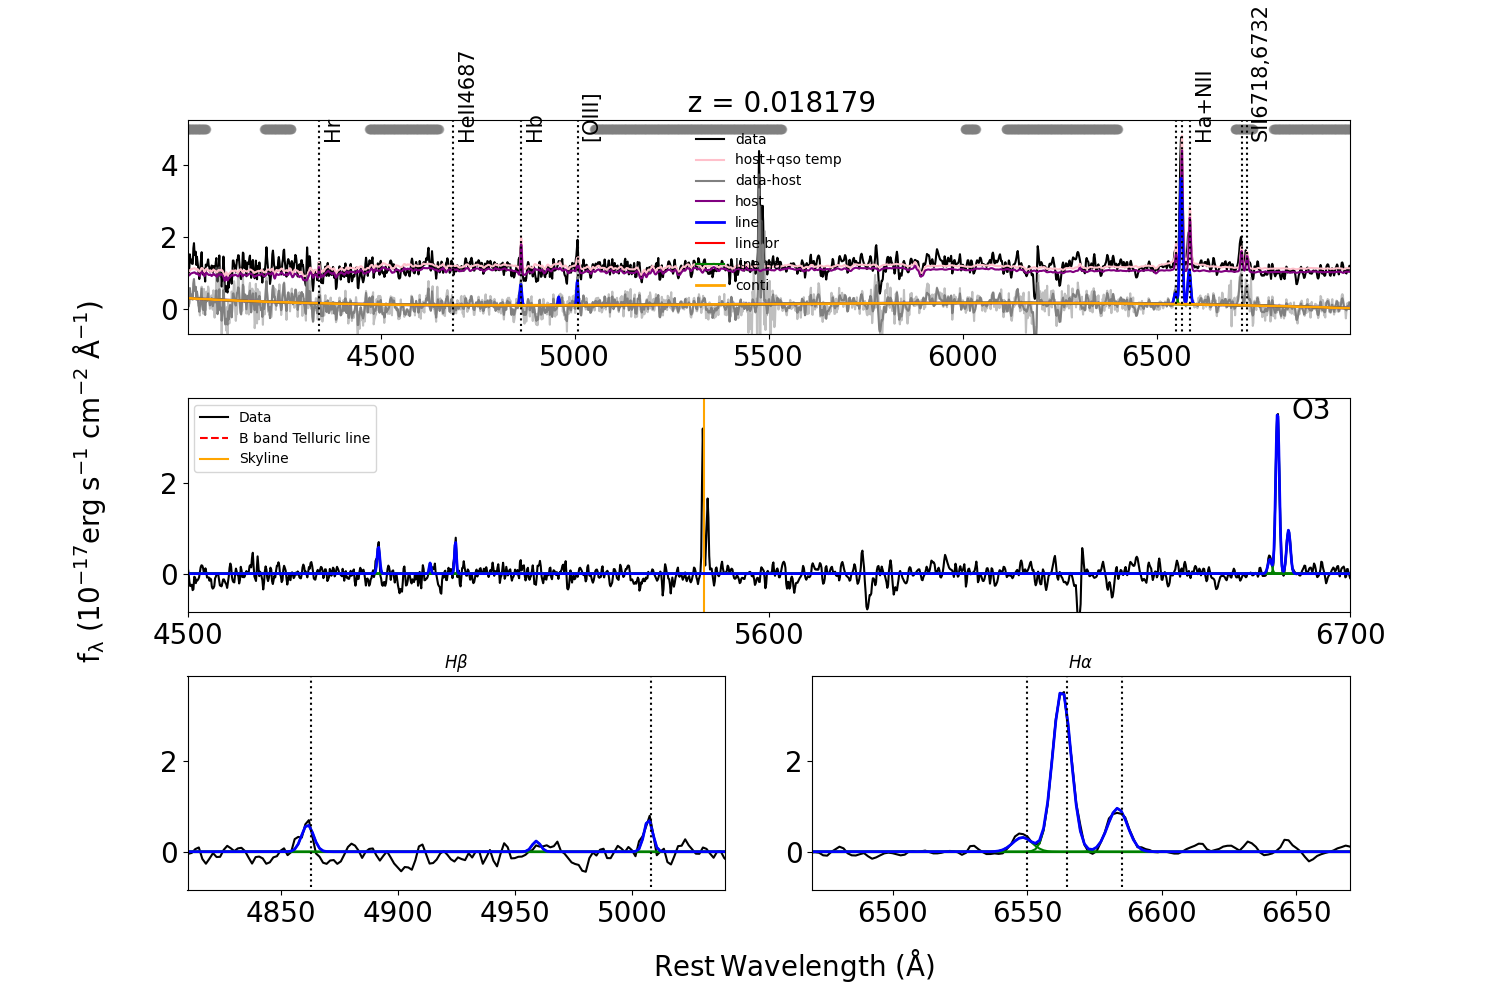 z = 0.018179
Hr
HeII4687
Hb
[OIII]
Ha+NII
SII6718,6732
data
host+qso temp
data-host
host
line
line br
conti
4
2
0
4500
5000
5500
6000
6500
Data
B band Telluric line
Skyline
O3
2
0
4500
5600
6700
fλ (10⁻¹⁷erg s⁻¹ cm⁻² Å⁻¹)
Hβ
2
0
4850
4900
4950
5000
Hα
2
0
6500
6550
6600
6650
Rest Wavelength (Å)